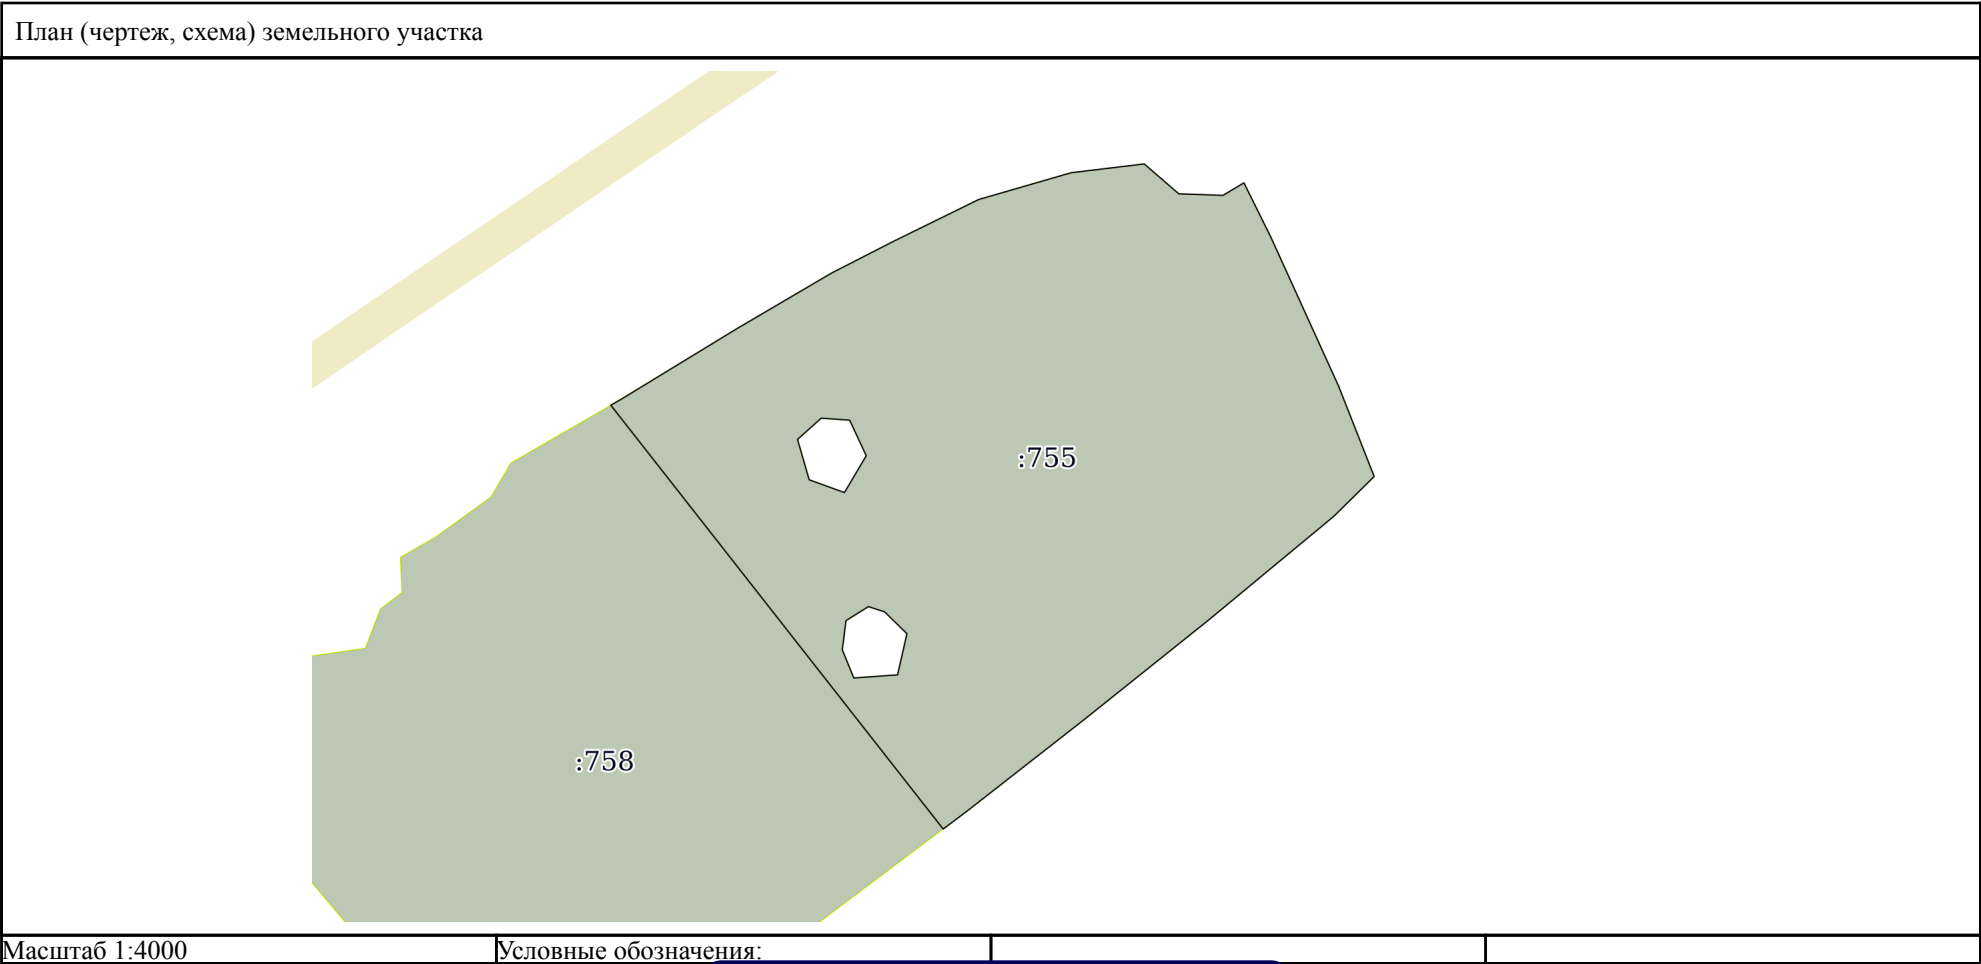 План (чертеж, схема) земельного участка
:755
:758
Масштаб 1:4000
Условные обозначения: